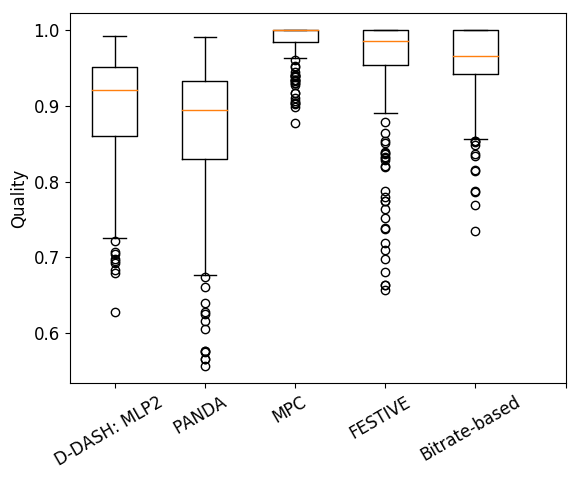 1.0
0.9
0.8
0.7
0.6
Quality
D-DASH: MLP2
PANDA
MPC
FESTIVE
Bitrate-based